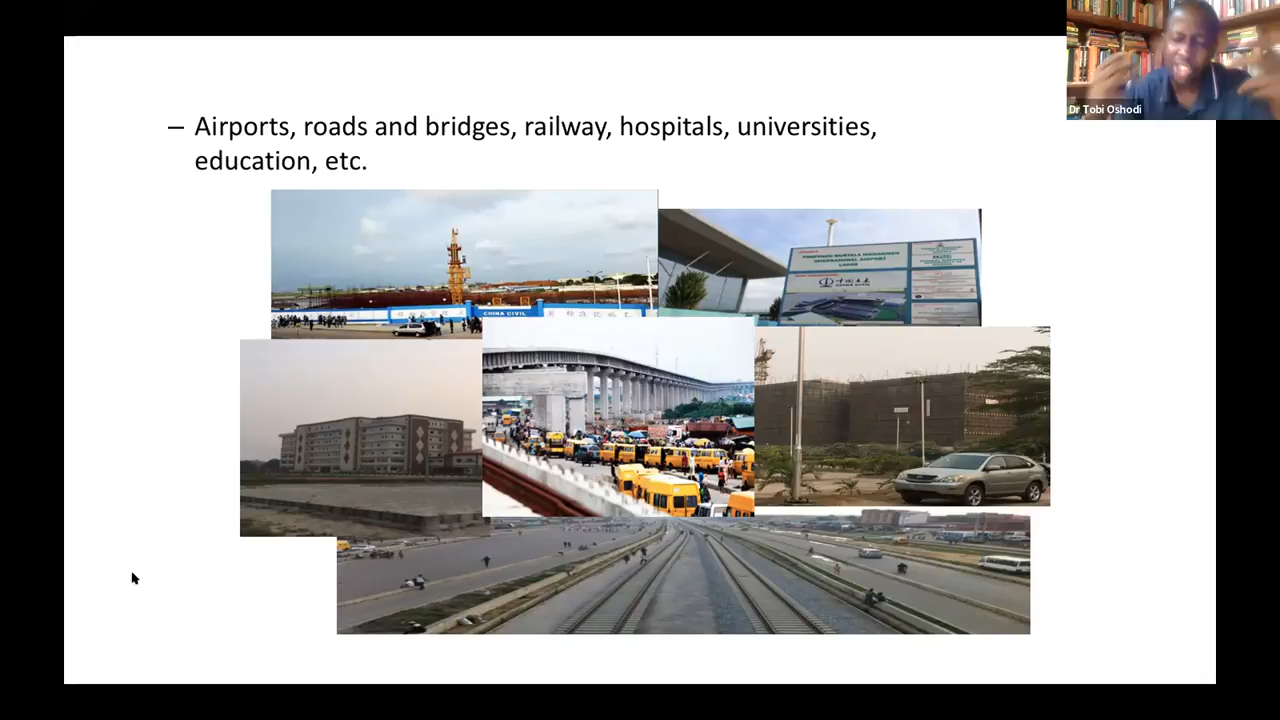 – Airports, roads and bridges, railway, hospitals, universities,
education, etc.
Dr Tobi Oshodi
CHINA CIVIL
PROPOSED MURTALA MUHAMMED
INTERNATIONAL AIRPORT
LAGOS